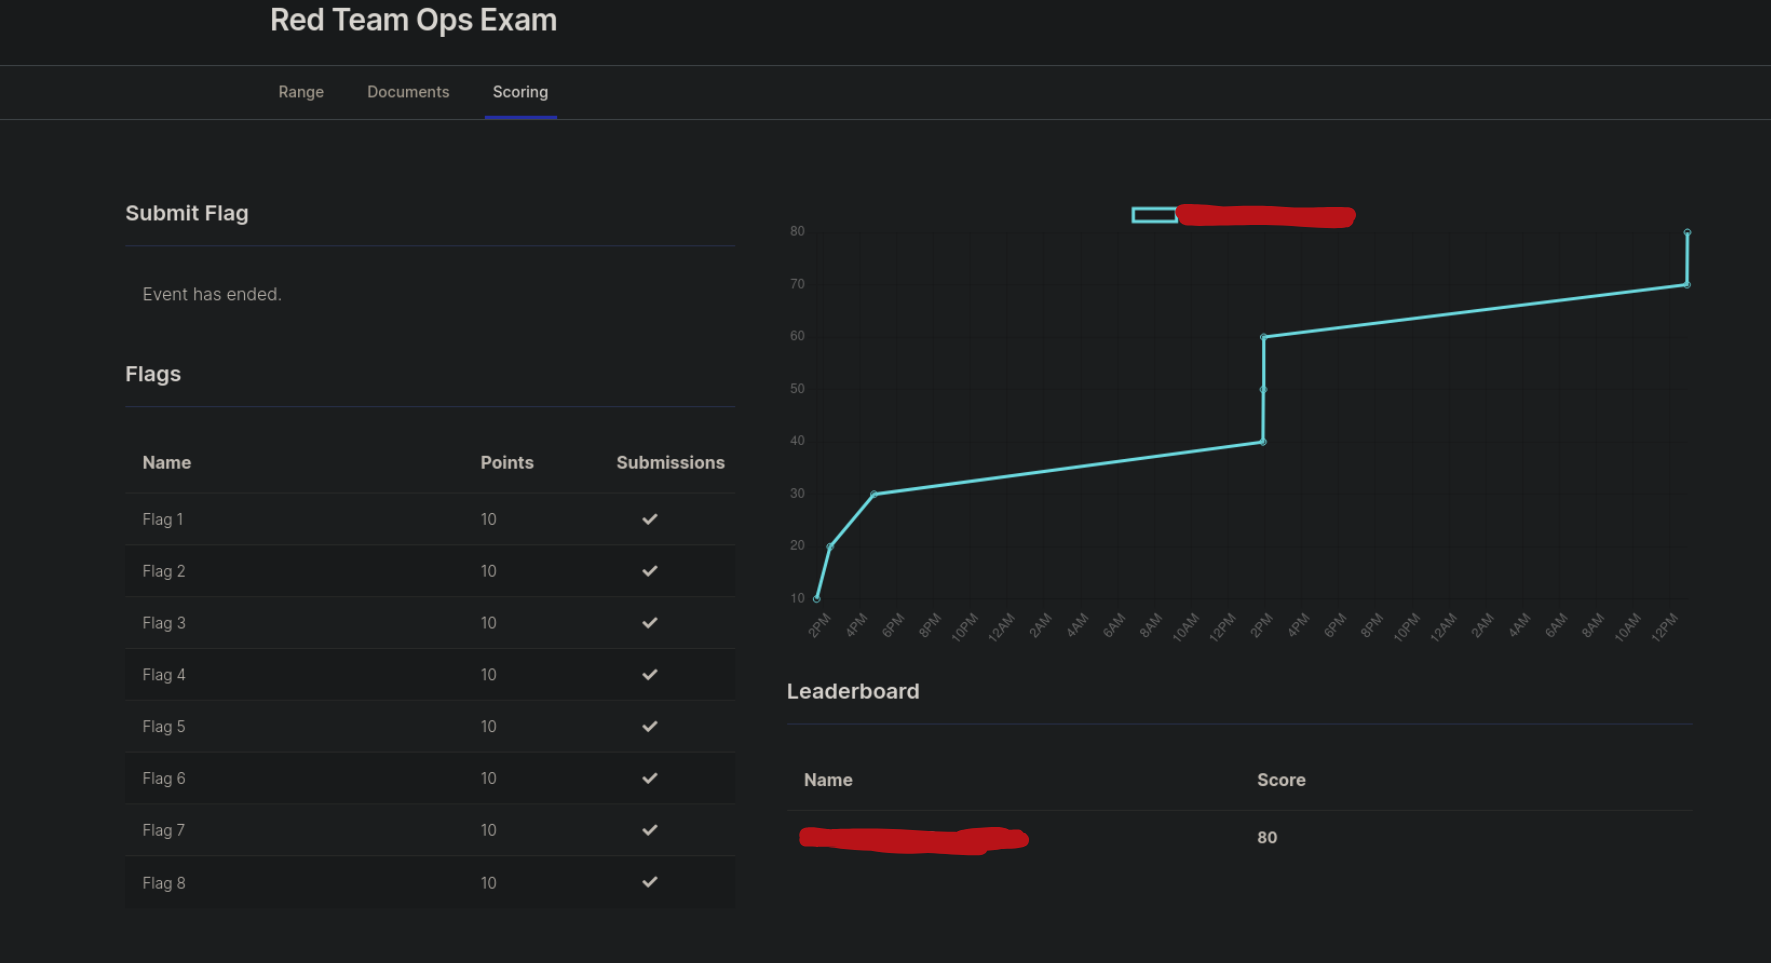 Red Team Ops Exam
Range Documents Scoring
Submit Flag
Event has ended.
Flags
Name Points Submissions
Flag 1 10
Flag 2 10
Flag 3 10
Flag 4 10
Flag 5 10
Flag 6 10
Flag 7 10
Flag 8 10
80
70
60
50
40
30
20
10
2PM 4PM 6PM 8PM 10PM 12AM 2AM 4AM 6AM 8AM 10AM 12PM 2PM 4PM 6PM 8PM 10PM 12AM 2AM 4AM 6AM 8AM 10AM 12PM
Leaderboard
Name Score
80